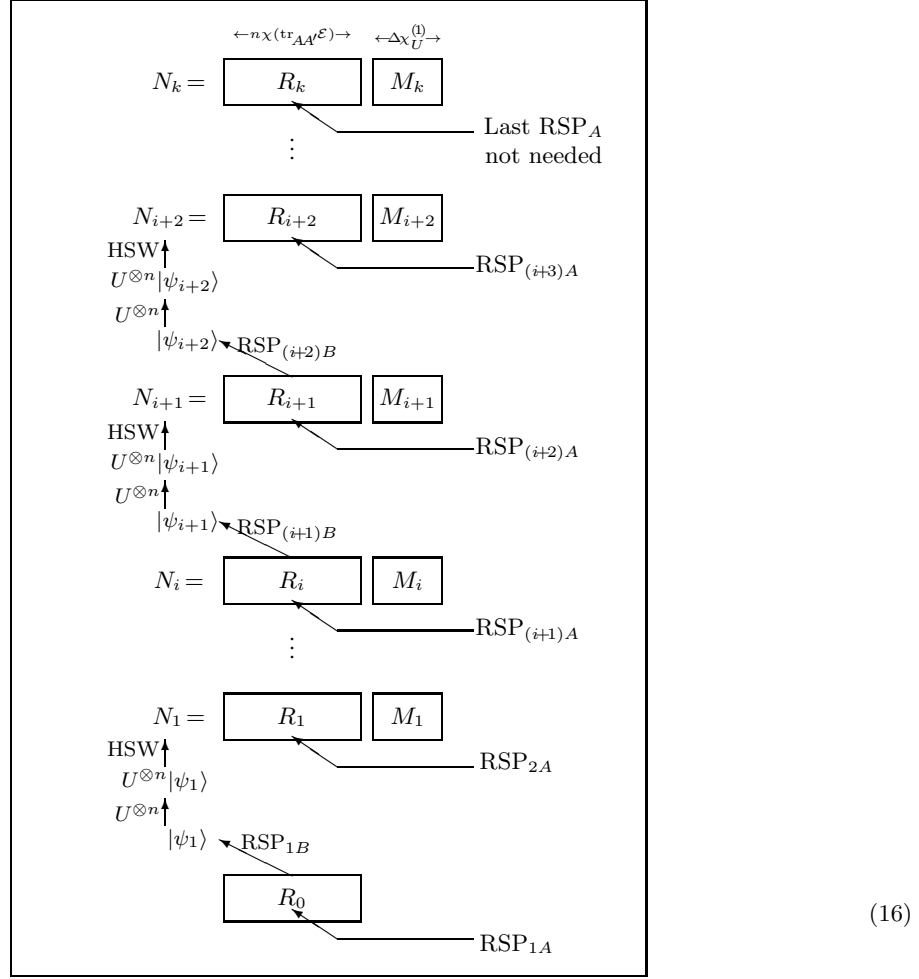 ←nχ(tr_{AA'}ℰ)→ ←Δχ_U^{(1)}→
N_k = R_k M_k
Last RSP_A
not needed
⋮
N_{i+2} = R_{i+2} M_{i+2}
HSW
RSP_{(i+3)A}
U^{⊗n}|ψ_{i+2}⟩
U^{⊗n}
|ψ_{i+2}⟩ RSP_{(i+2)B}
N_{i+1} = R_{i+1} M_{i+1}
HSW
RSP_{(i+2)A}
U^{⊗n}|ψ_{i+1}⟩
U^{⊗n}
|ψ_{i+1}⟩ RSP_{(i+1)B}
N_i = R_i M_i
RSP_{(i+1)A}
⋮
N_1 = R_1 M_1
HSW
RSP_{2A}
U^{⊗n}|ψ_1⟩
U^{⊗n}
|ψ_1⟩ RSP_{1B}
R_0
(16)
RSP_{1A}